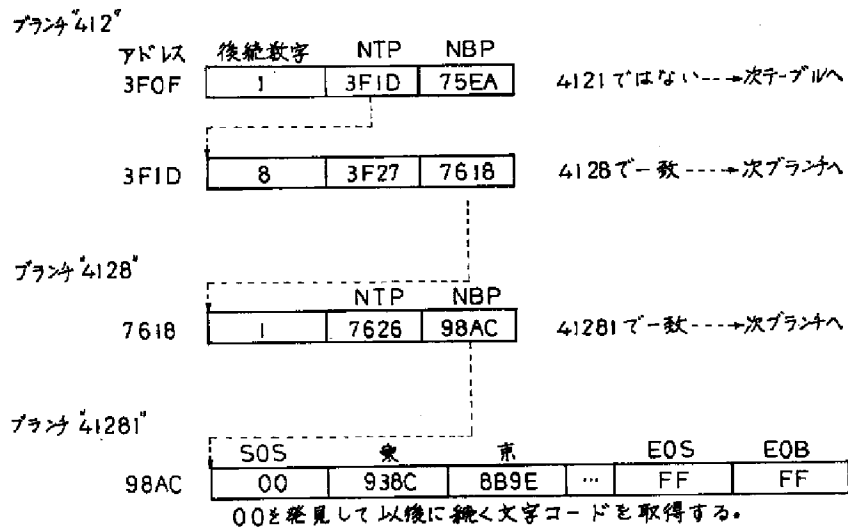 ブランチ"412"
アドレス 後続数字 NTP NBP
3F0F 1 3F1D 75EA 4121ではない---→次テーブルへ
3F1D 8 3F27 7618 4128で一致----→次ブランチへ
ブランチ"4128"
NTP NBP
7618 1 7626 98AC 41281で一致----→次ブランチへ
ブランチ"41281"
SOS 東 京 EOS EOB
98AC 00 938C 8B9E … FF FF
00を発見して以後に続く文字コードを取得する。